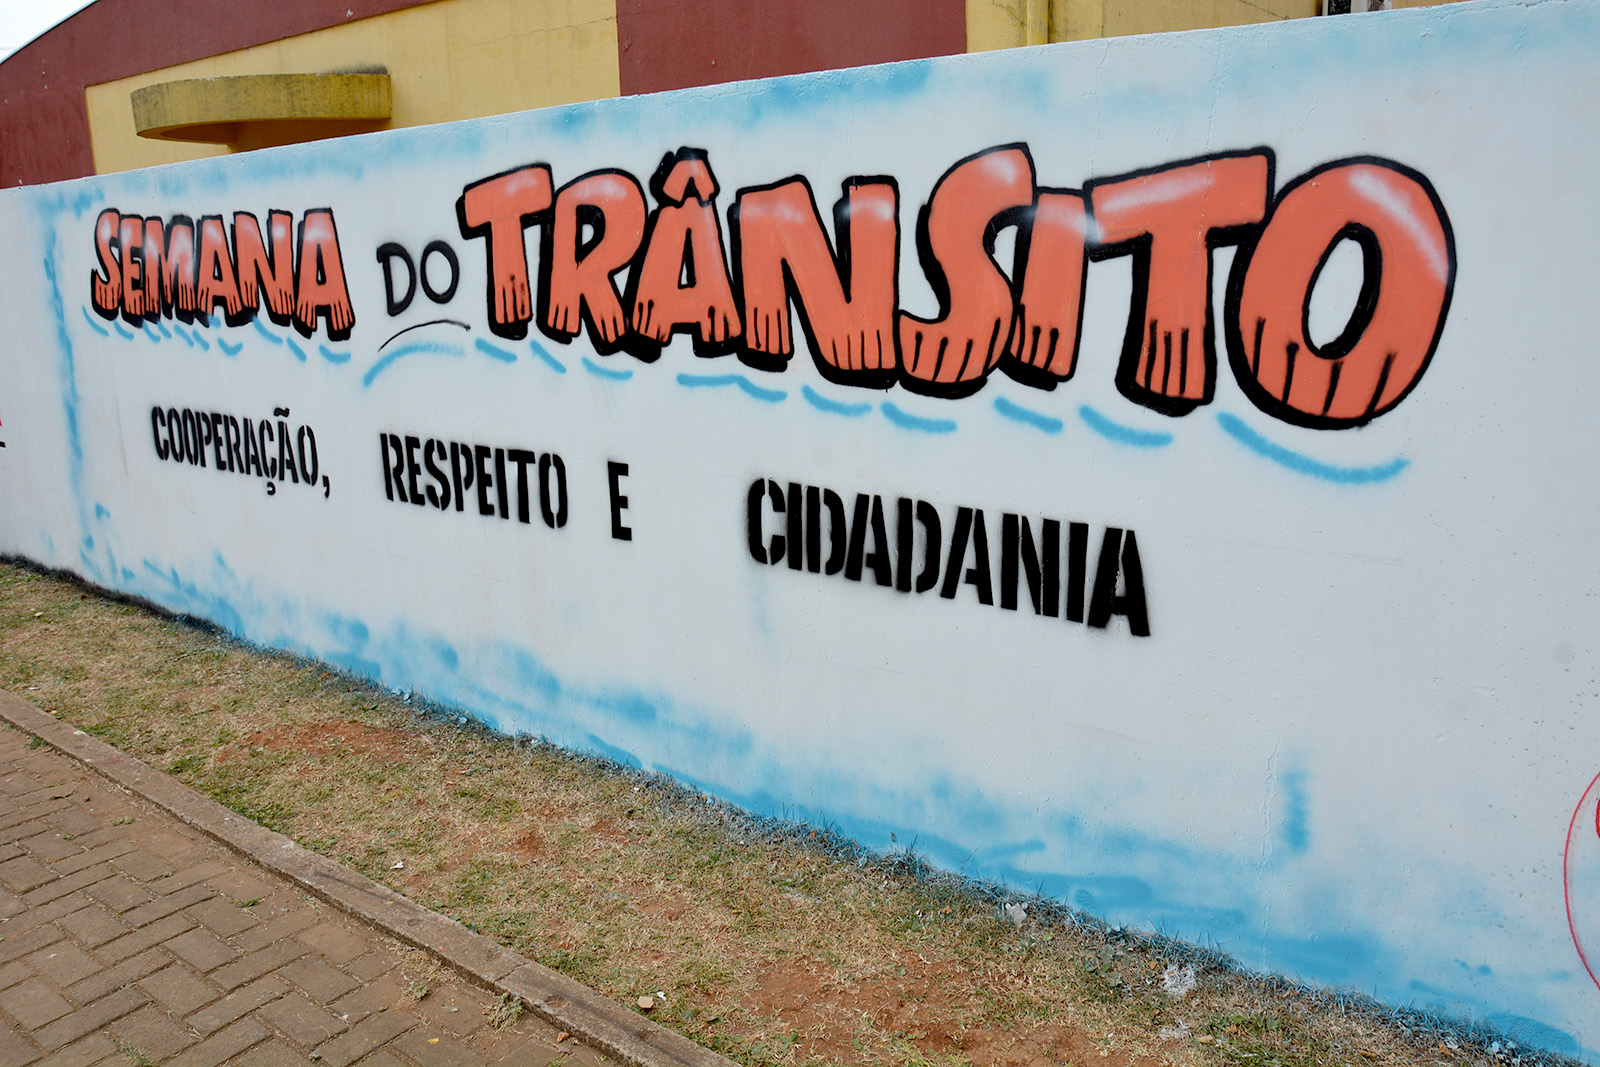 SEMANA DO TRÂNSITO
COOPERAÇÃO, RESPEITO E CIDADANIA